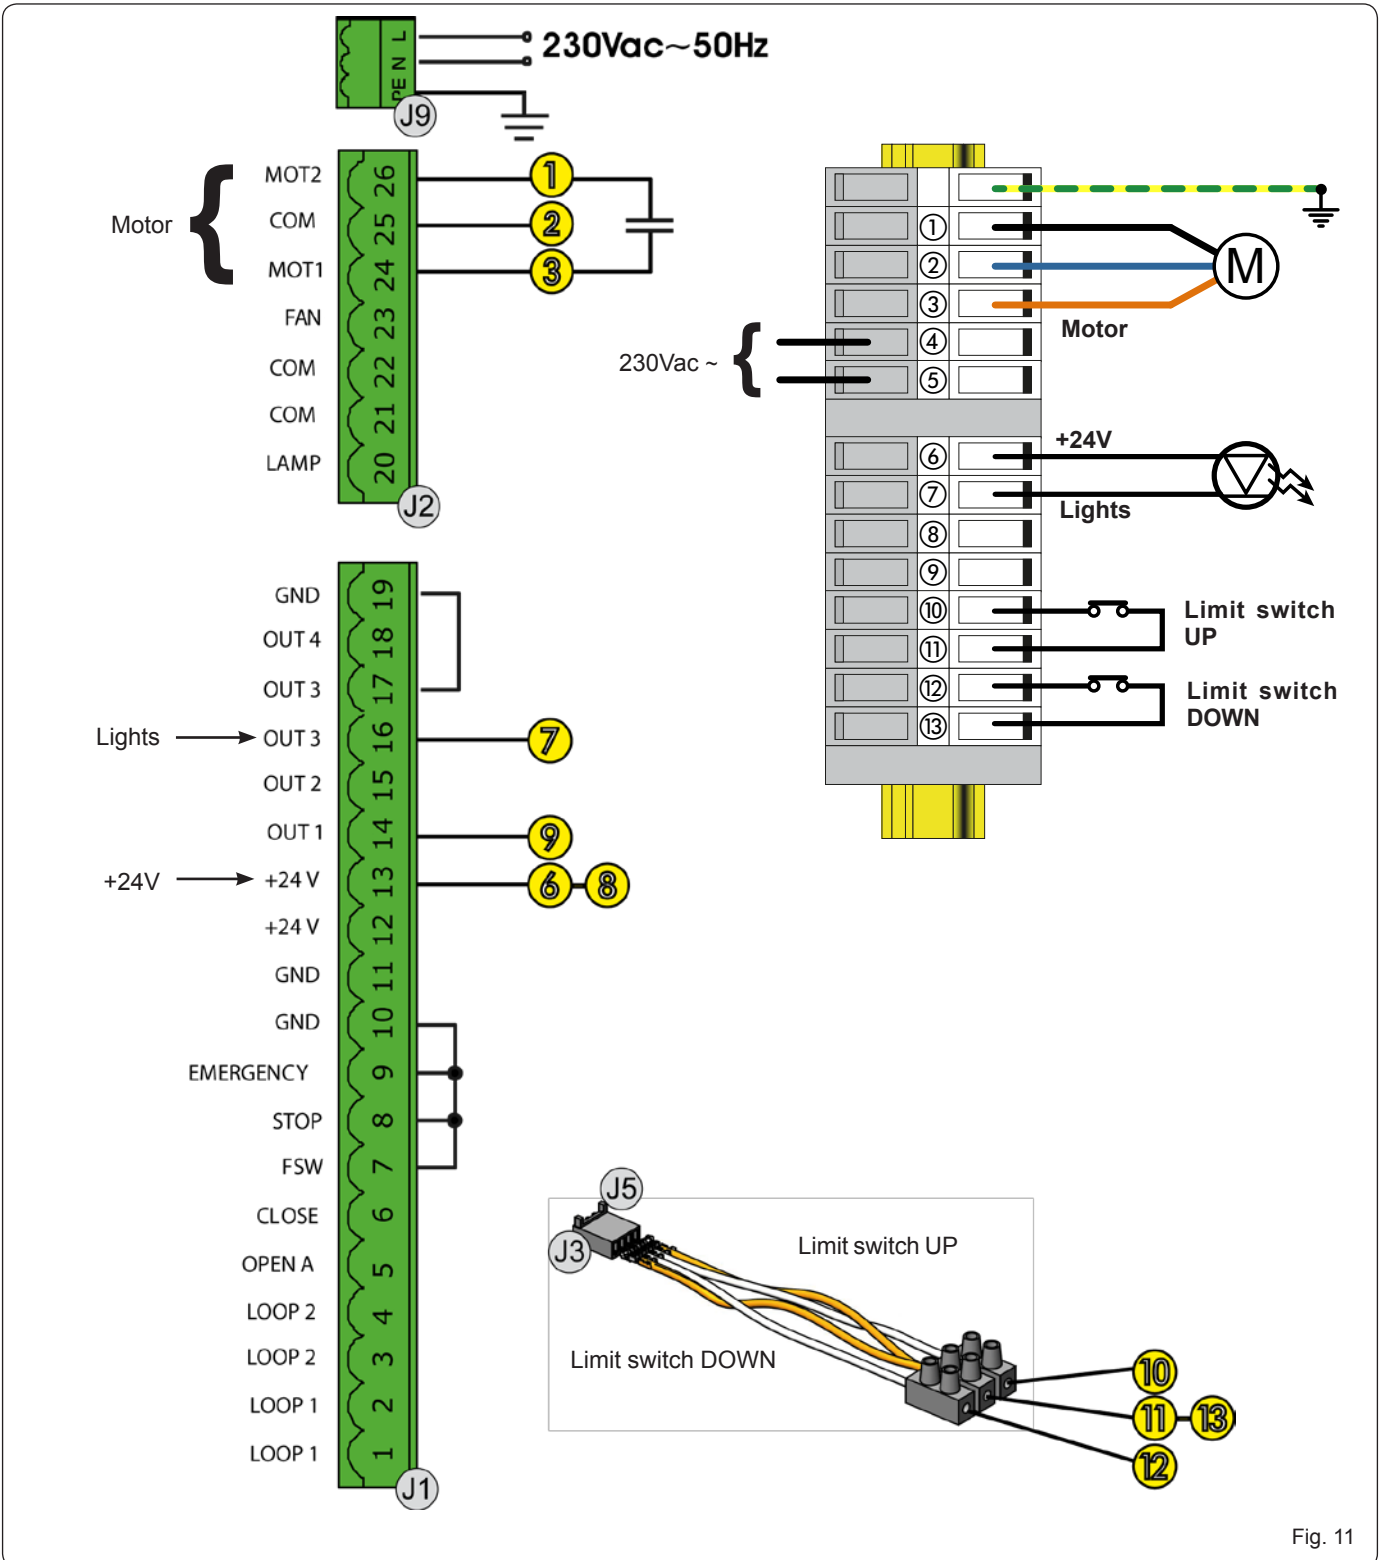 L
N
PE
230Vac~50Hz
J9
Motor
MOT2 26 1
COM 25 2
MOT1 24 3
FAN 23
COM 22
COM 21
LAMP 20
J2
GND 19
OUT 4 18
OUT 3 17
Lights OUT 3 16 7
OUT 2 15
OUT 1 14 9
+24V +24 V 13 6 8
+24 V 12
GND 11
GND 10
EMERGENCY 9
STOP 8
FSW 7
CLOSE 6
OPEN A 5
LOOP 2 4
LOOP 2 3
LOOP 1 2
LOOP 1 1
J1
1
2
3
4
5
M
Motor
230Vac ~
6
7
8
9
10
11
12
13
+24V
Lights
Limit switch
UP
Limit switch
DOWN
J5
J3
Limit switch UP
Limit switch DOWN
10
11 13
12
Fig. 11